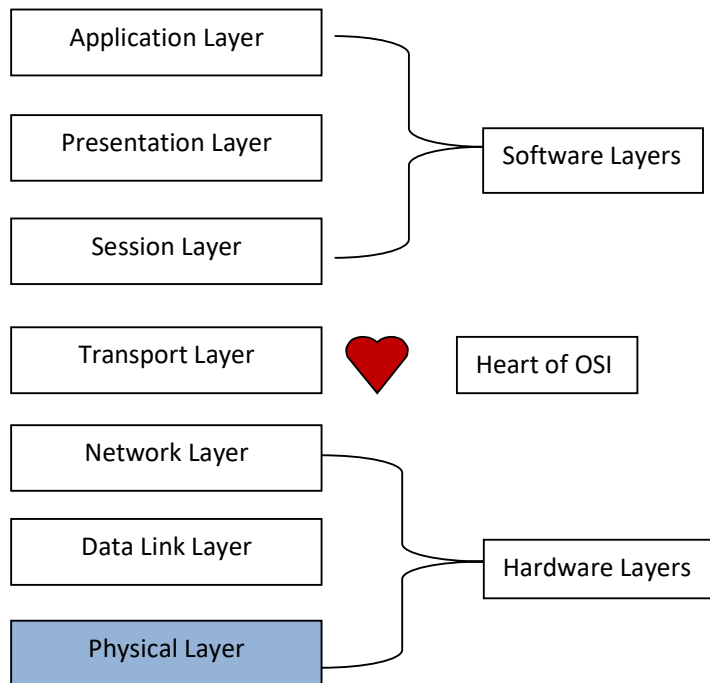 Application Layer
Presentation Layer
Software Layers
Session Layer
Transport Layer
Heart of OSI
Network Layer
Data Link Layer
Hardware Layers
Physical Layer